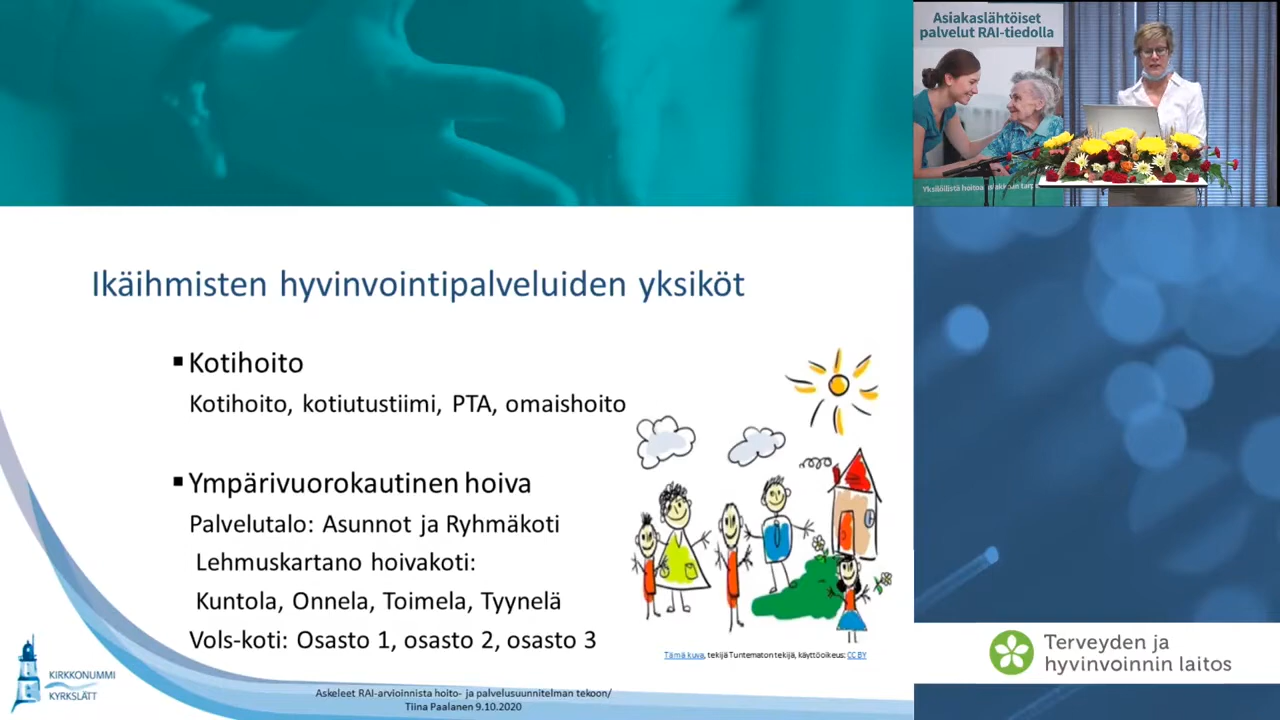 Asiakaslähtöiset
palvelut RAI-tiedolla
Yksilöllistä hoitoa
Ikäihmisten hyvinvointipalveluiden yksiköt
▪ Kotihoito
Kotihoito, kotiutustiimi, PTA, omaishoito
▪ Ympärivuorokautinen hoiva
Palvelutalo: Asunnot ja Ryhmäkoti
Lehmuskartano hoivakoti:
Kuntola, Onnela, Toimela, Tyynelä
Vols-koti: Osasto 1, osasto 2, osasto 3
Tämä kuva, tekijä Tuntematon tekijä, käyttöoikeus: CC BY
KIRKKONUMMI
KYRKSLÄTT
Askeleet RAI-arvioinnista hoito- ja palvelusuunnitelman tekoon/
Tiina Paalanen 9.10.2020
Terveyden ja
hyvinvoinnin laitos